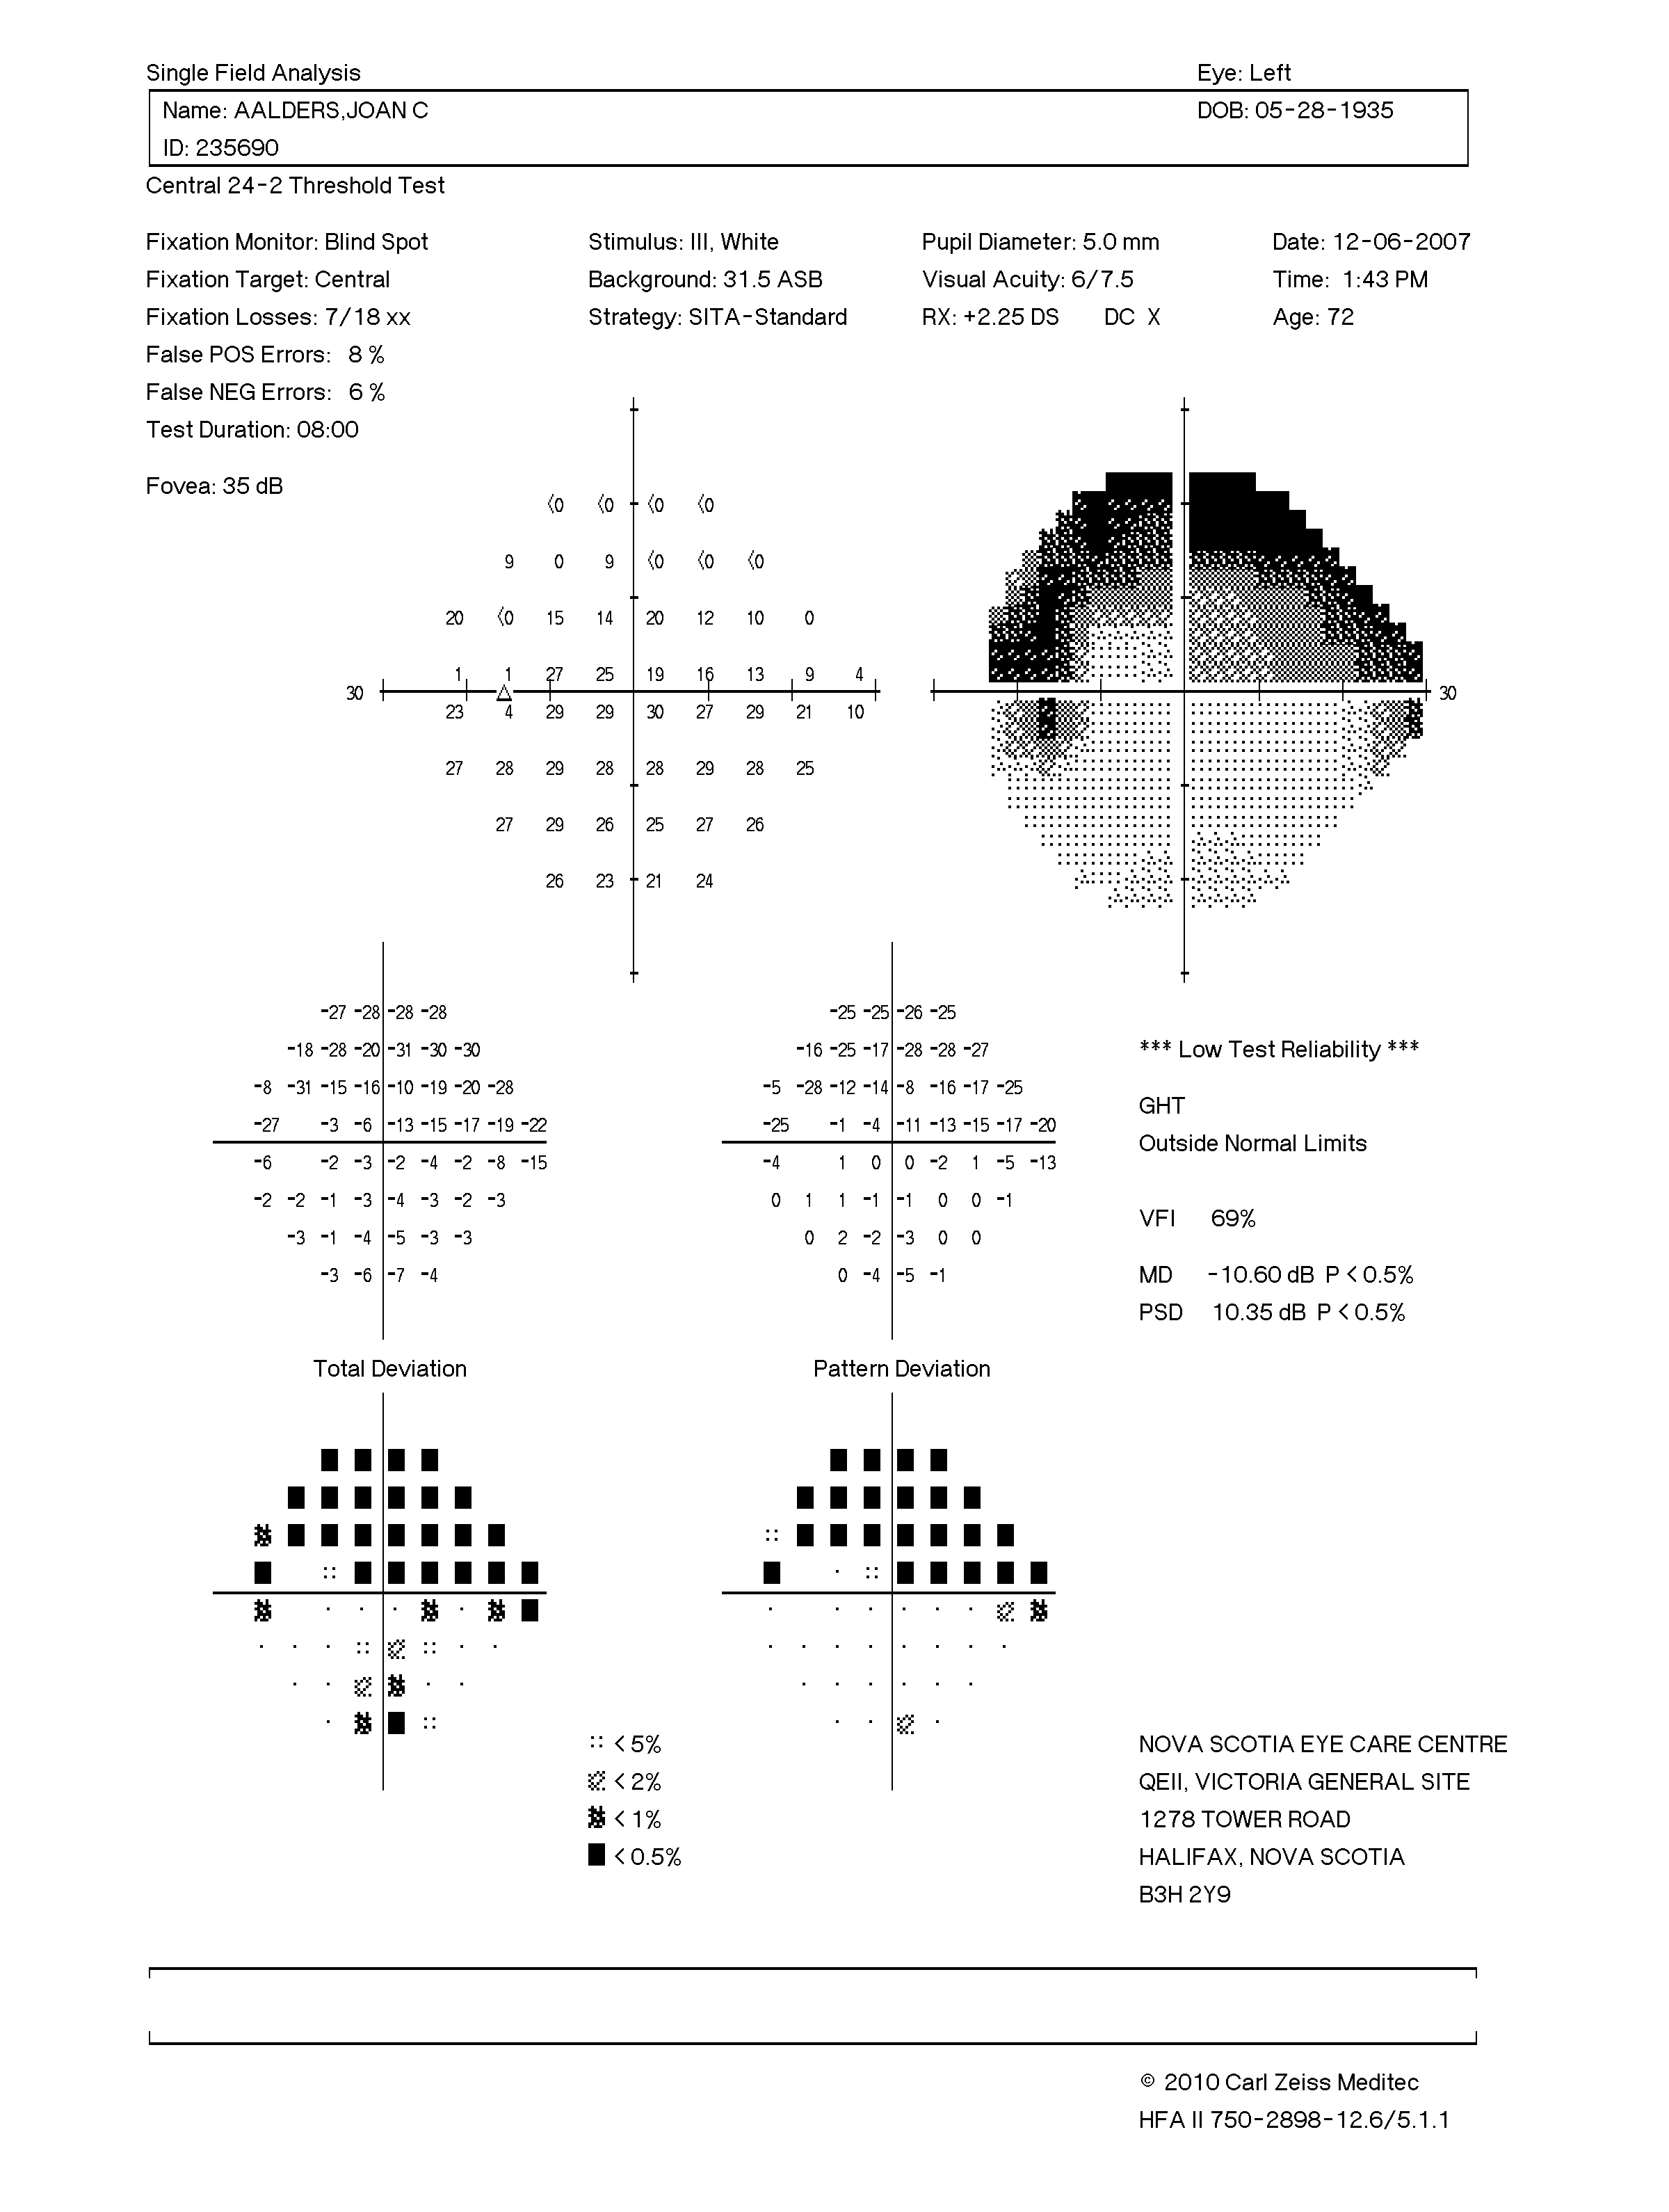 Single Field Analysis Eye: Left
Name: AALDERS,JOAN C DOB: 05-28-1935
ID: 235690
Central 24-2 Threshold Test
Fixation Monitor: Blind Spot Stimulus: III, White Pupil Diameter: 5.0 mm Date: 12-06-2007
Fixation Target: Central Background: 31.5 ASB Visual Acuity: 6/7.5 Time: 1:43 PM
Fixation Losses: 7/18 xx Strategy: SITA-Standard RX: +2.25 DS DC X Age: 72
False POS Errors: 8 %
False NEG Errors: 6 %
Test Duration: 08:00
Fovea: 35 dB
<0 <0 <0 <0
9 0 9 <0 <0 <0
20 <0 15 14 20 12 10 0
1 1 27 25 19 16 13 9 4
30 30
23 4 29 29 30 27 29 21 10
27 28 29 28 28 29 28 25
27 29 26 25 27 26
26 23 21 24
-27 -28 -28 -28 -25 -25 -26 -25
-18 -28 -20 -31 -30 -30 -16 -25 -17 -28 -28 -27 *** Low Test Reliability ***
-8 -31 -15 -16 -10 -19 -20 -28 -5 -28 -12 -14 -8 -16 -17 -25
GHT
-27 -3 -6 -13 -15 -17 -19 -22 -25 -1 -4 -11 -13 -15 -17 -20
Outside Normal Limits
-6 -2 -3 -2 -4 -2 -8 -15 -4 1 0 0 -2 1 -5 -13
-2 -2 -1 -3 -4 -3 -2 -3 0 1 1 -1 -1 0 0 -1
VFI 69%
-3 -1 -4 -5 -3 -3 0 2 -2 -3 0 0
-3 -6 -7 -4 0 -4 -5 -1 MD -10.60 dB P < 0.5%
PSD 10.35 dB P < 0.5%
Total Deviation Pattern Deviation
< 5% NOVA SCOTIA EYE CARE CENTRE
< 2% QEII, VICTORIA GENERAL SITE
< 1% 1278 TOWER ROAD
< 0.5% HALIFAX, NOVA SCOTIA
B3H 2Y9
© 2010 Carl Zeiss Meditec
HFA II 750-2898-12.6/5.1.1